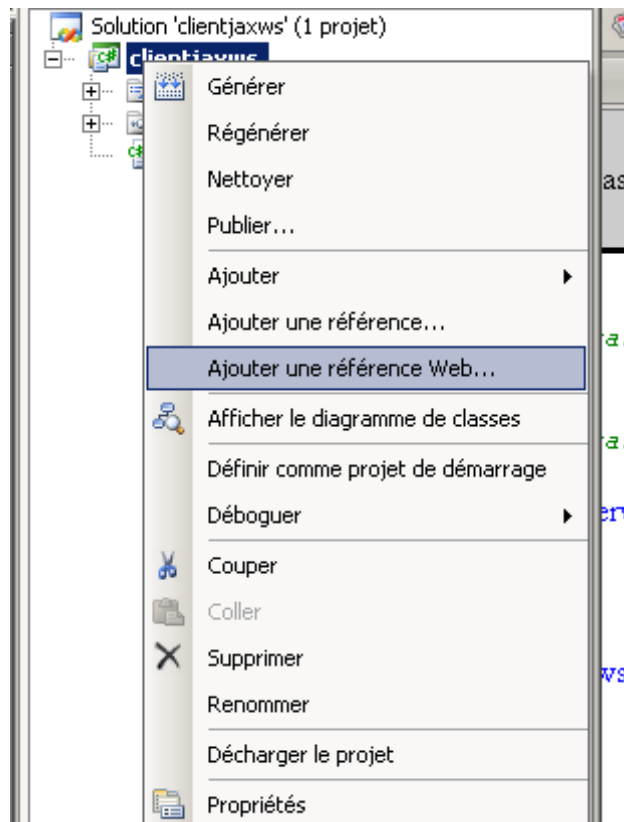 Solution 'clientjaxws' (1 projet)
clientjaxws
Générer
Régénérer
Nettoyer
Publier...
Ajouter
Ajouter une référence...
Ajouter une référence Web...
Afficher le diagramme de classes
Définir comme projet de démarrage
Déboguer
Couper
Coller
Supprimer
Renommer
Décharger le projet
Propriétés